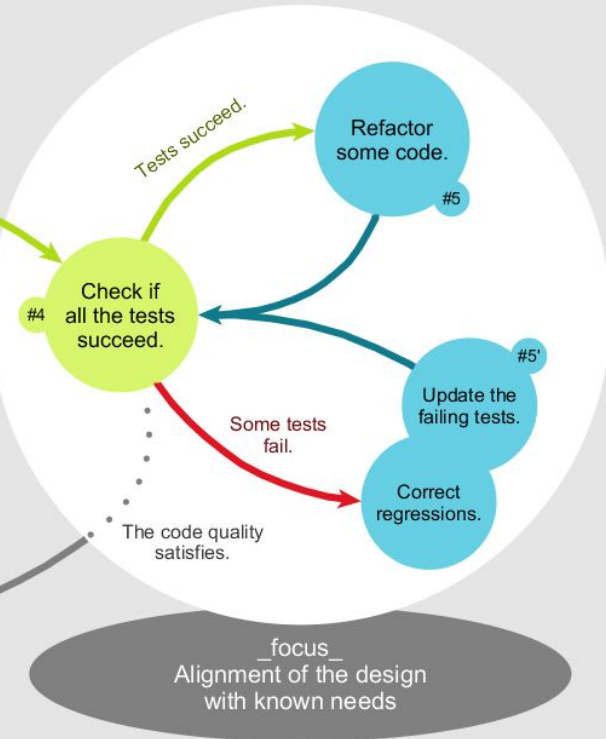 Tests succeed.
Refactor
some code.
#5
Check if
all the tests
succeed.
#4
#5'
Update the
failing tests.
Some tests
fail.
Correct
regressions.
The code quality
satisfies.
_focus_
Alignment of the design
with known needs